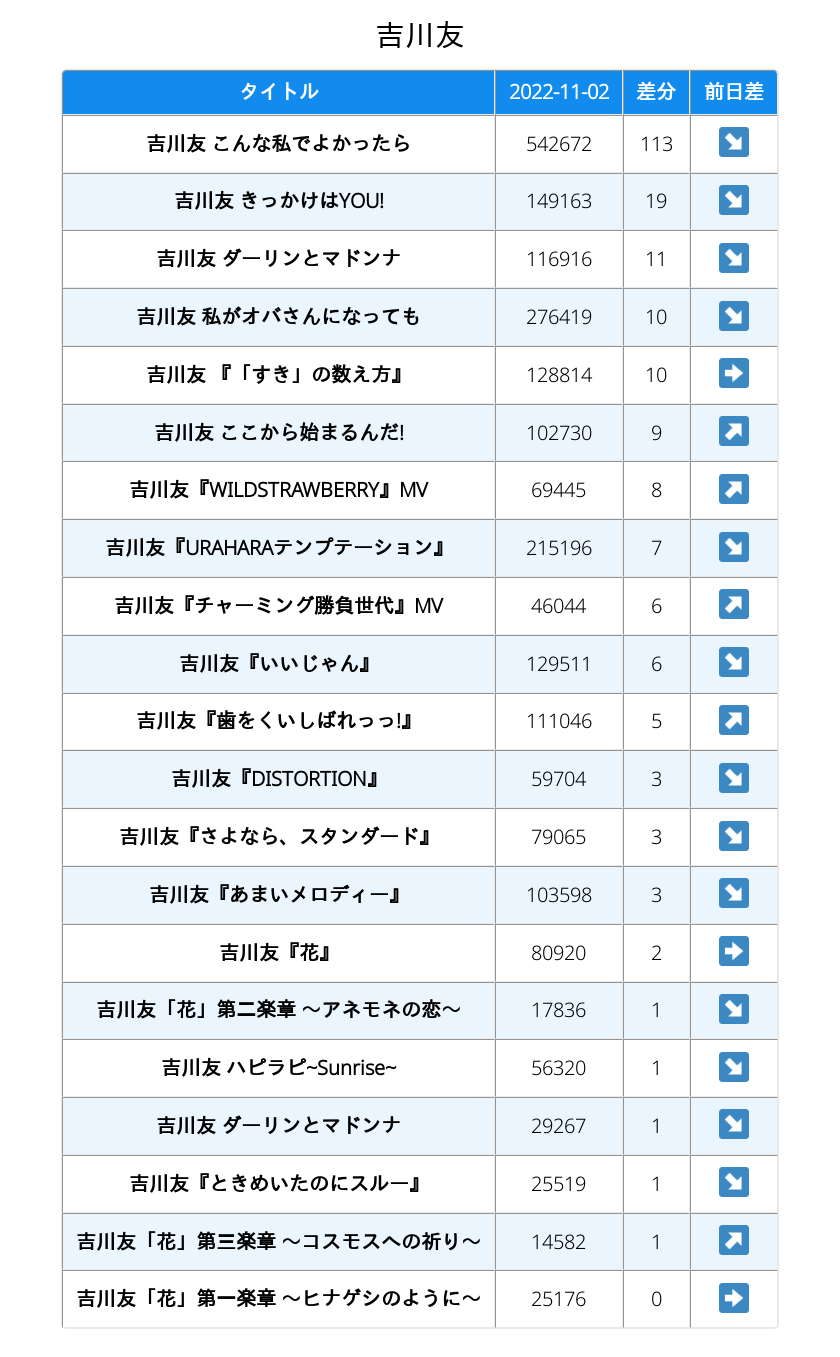 吉川友
タイトル 2022-11-02 差分 前日差
吉川友 こんな私でよかったら 542672 113 ↘
吉川友 きっかけはYOU! 149163 19 ↘
吉川友 ダーリンとマドンナ 116916 11 ↘
吉川友 私がオバさんになっても 276419 10 ↘
吉川友 『「すき」の数え方』 128814 10 ➡
吉川友 ここから始まるんだ! 102730 9 ↗
吉川友『WILDSTRAWBERRY』MV 69445 8 ↗
吉川友『URAHARAテンプテーション』 215196 7 ↘
吉川友『チャーミング勝負世代』MV 46044 6 ↗
吉川友『いいじゃん』 129511 6 ↘
吉川友『歯をくいしばれっっ!』 111046 5 ↗
吉川友『DISTORTION』 59704 3 ↘
吉川友『さよなら、スタンダード』 79065 3 ↘
吉川友『あまいメロディー』 103598 3 ↘
吉川友『花』 80920 2 ➡
吉川友「花」第二楽章 ～アネモネの恋～ 17836 1 ↘
吉川友 ハピラピ~Sunrise~ 56320 1 ↘
吉川友 ダーリンとマドンナ 29267 1 ↘
吉川友『ときめいたのにスルー』 25519 1 ↘
吉川友「花」第三楽章 ～コスモスへの祈り～ 14582 1 ↗
吉川友「花」第一楽章 ～ヒナゲシのように～ 25176 0 ➡